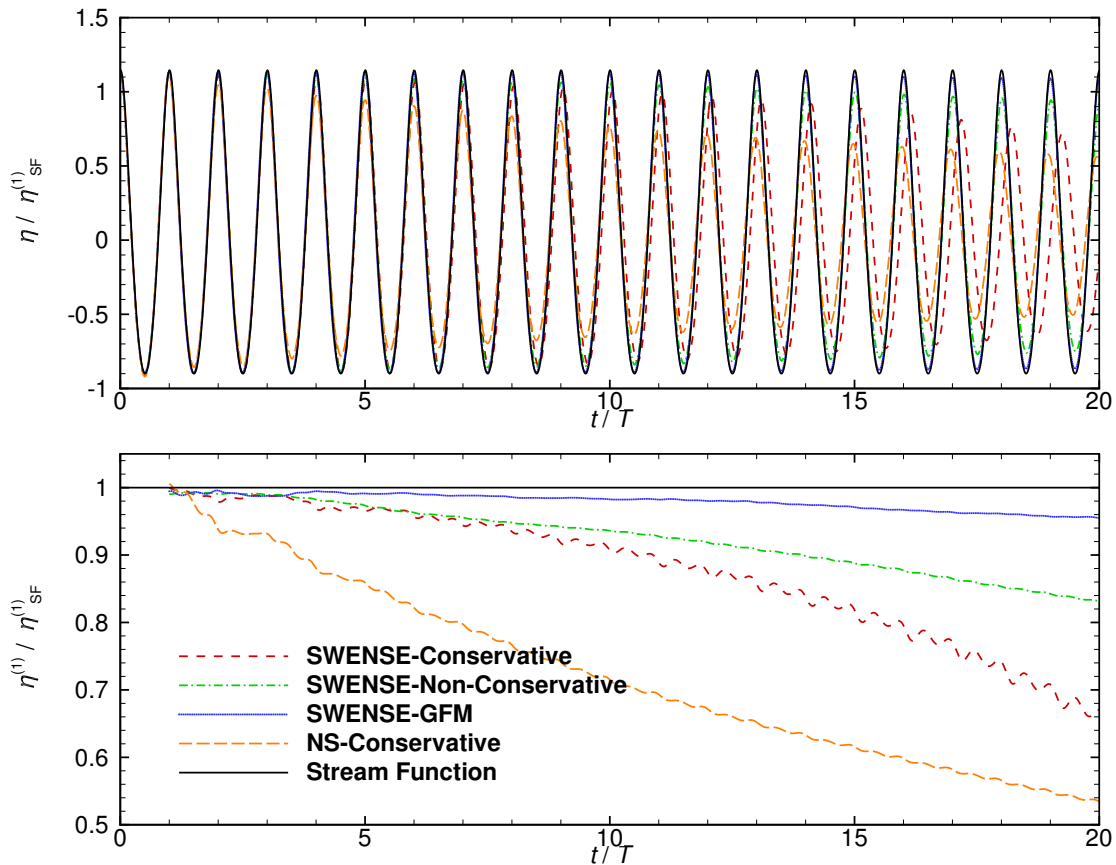 1.5
1
0.5
0
-0.5
-1
η / η(1)SF
0 5 10 15 20
t / T
1
0.9
0.8
0.7
0.6
0.5
η(1) / η(1)SF
SWENSE-Conservative
SWENSE-Non-Conservative
SWENSE-GFM
NS-Conservative
Stream Function
0 5 10 15 20
t / T